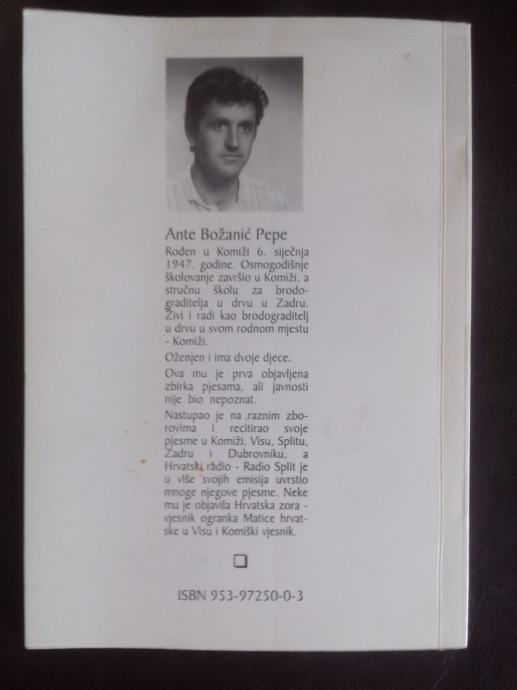 Ante Božanić Pepe
Rođen u Komiži 6. siječnja
1947. godine. Osmogodišnje
školovanje završio u Komiži, a
stručnu školu za brodo-
graditelja u drvu u Zadru.
Živi i radi kao brodograditelj
u drvu u svom rodnom mjestu
- Komiži.
Oženjen i ima dvoje djece.
Ova mu je prva objavljena
zbirka pjesama, ali javnosti
nije bio nepoznat.
Nastupao je na raznim zbo-
rovima i recitirao svoje
pjesme u Komiži, Visu, Splitu,
Zadru i Dubrovniku, a
Hrvatski radio - Radio Split je
u više svojih emisija uvrstio
mnoge njegove pjesme. Neke
mu je objavila Hrvatska zora -
vjesnik ogranka Matice hrvat-
ske u Visu i Komiški vjesnik.
ISBN 953-97250-0-3